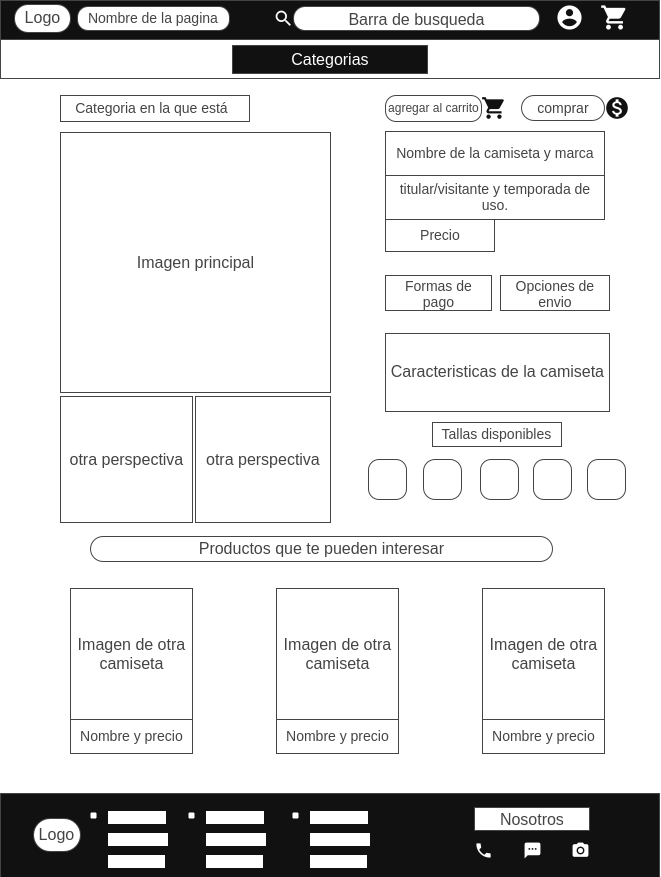 Logo
Nombre de la pagina
Barra de busqueda
Categorias
Categoria en la que está
agregar al carrito
comprar
Nombre de la camiseta y marca
titular/visitante y temporada de
uso.
Precio
Imagen principal
Formas de
pago
Opciones de
envio
Caracteristicas de la camiseta
Tallas disponibles
otra perspectiva
otra perspectiva
Productos que te pueden interesar
Imagen de otra
camiseta
Nombre y precio
Imagen de otra
camiseta
Nombre y precio
Imagen de otra
camiseta
Nombre y precio
Logo
Nosotros